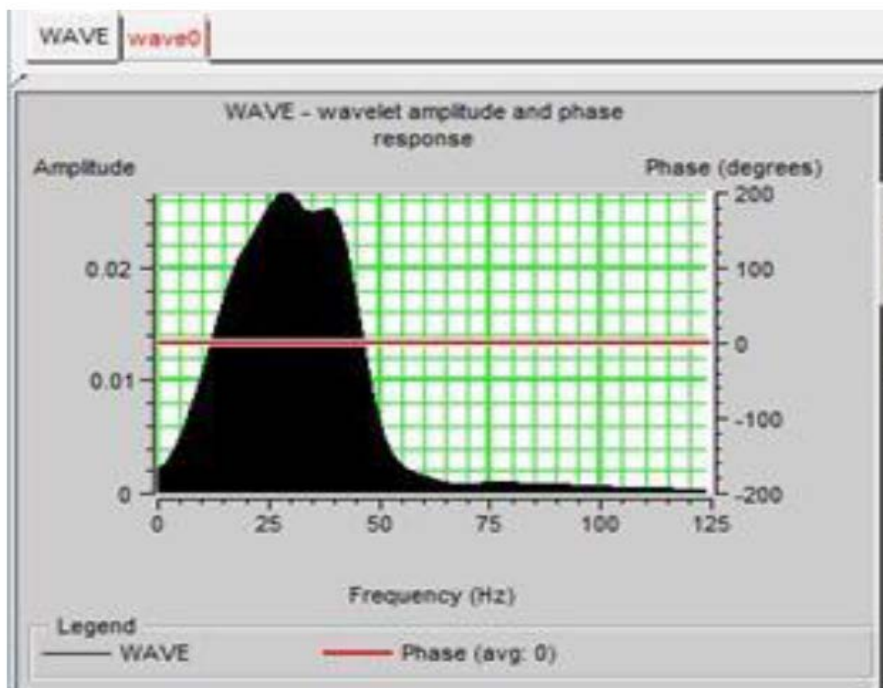 WAVE wave0
WAVE - wavelet amplitude and phase
response
Amplitude
Phase (degrees)
0.02
0.01
0
200
100
0
-100
-200
0 25 50 75 100 125
Frequency (Hz)
Legend
WAVE Phase (avg: 0)